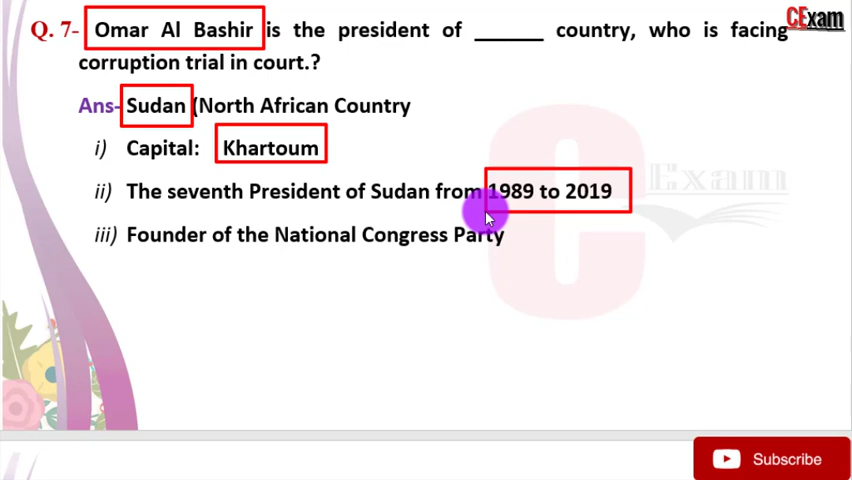 CExam
Q. 7- Omar Al Bashir is the president of ______ country, who is facing
corruption trial in court.?
Ans- Sudan (North African Country
i) Capital: Khartoum
ii) The seventh President of Sudan from 1989 to 2019
Exam
iii) Founder of the National Congress Party
Subscribe